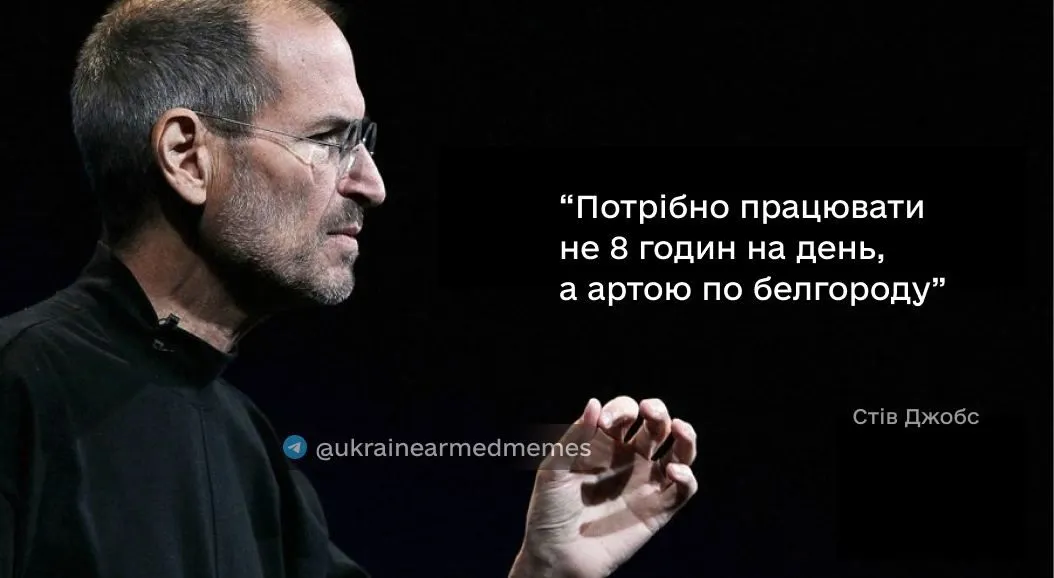 “Потрібно працювати
не 8 годин на день,
а артою по белгороду”
Стів Джобс
@ukrainearmedmemes